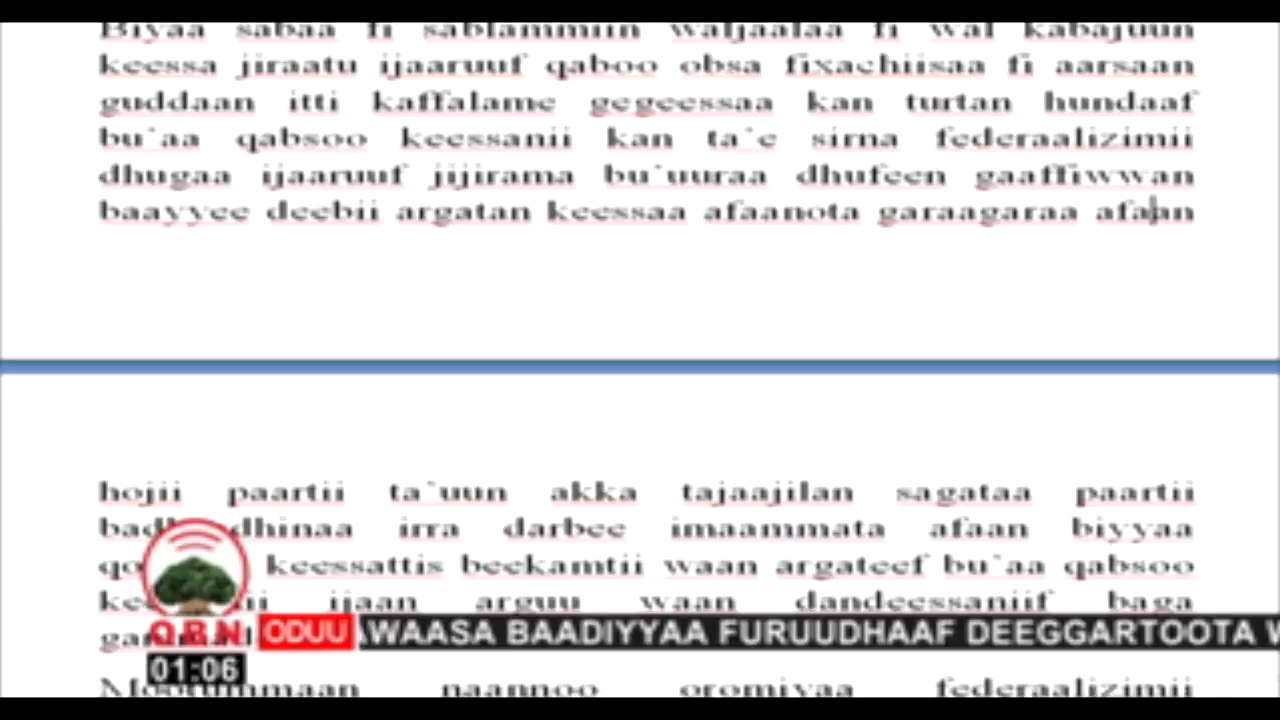 Biyaa sabaa fi sablammiin waljaalaa fi wal kabajuun
keessa jiraatu ijaaruuf qaboo obsa fixachiisaa fi aarsaan
guddaan itti kaffalame gegeessaa kan turtan hundaaf
bu`aa qabsoo keessanii kan ta`e sirna federaalizimii
dhugaa ijaaruuf jijirama bu`uuraa dhufeen gaaffiwwan
baayyee deebii argatan keessaa afaanota garaagaraa afaan
hojii paartii ta`uun akka tajaajilan sagataa paartii
dhinaa irra darbee imaammata afaan biyyaa
keessattis beekamtii waan argateef bu`aa qabsoo
ijaan arguu waan dandeessaniif baga
OBN ODUU WAASA BAADIYYAA FURUUDHAAF DEEGGARTOOTA W
01:06
naannoo oromiyaa federaalizimii